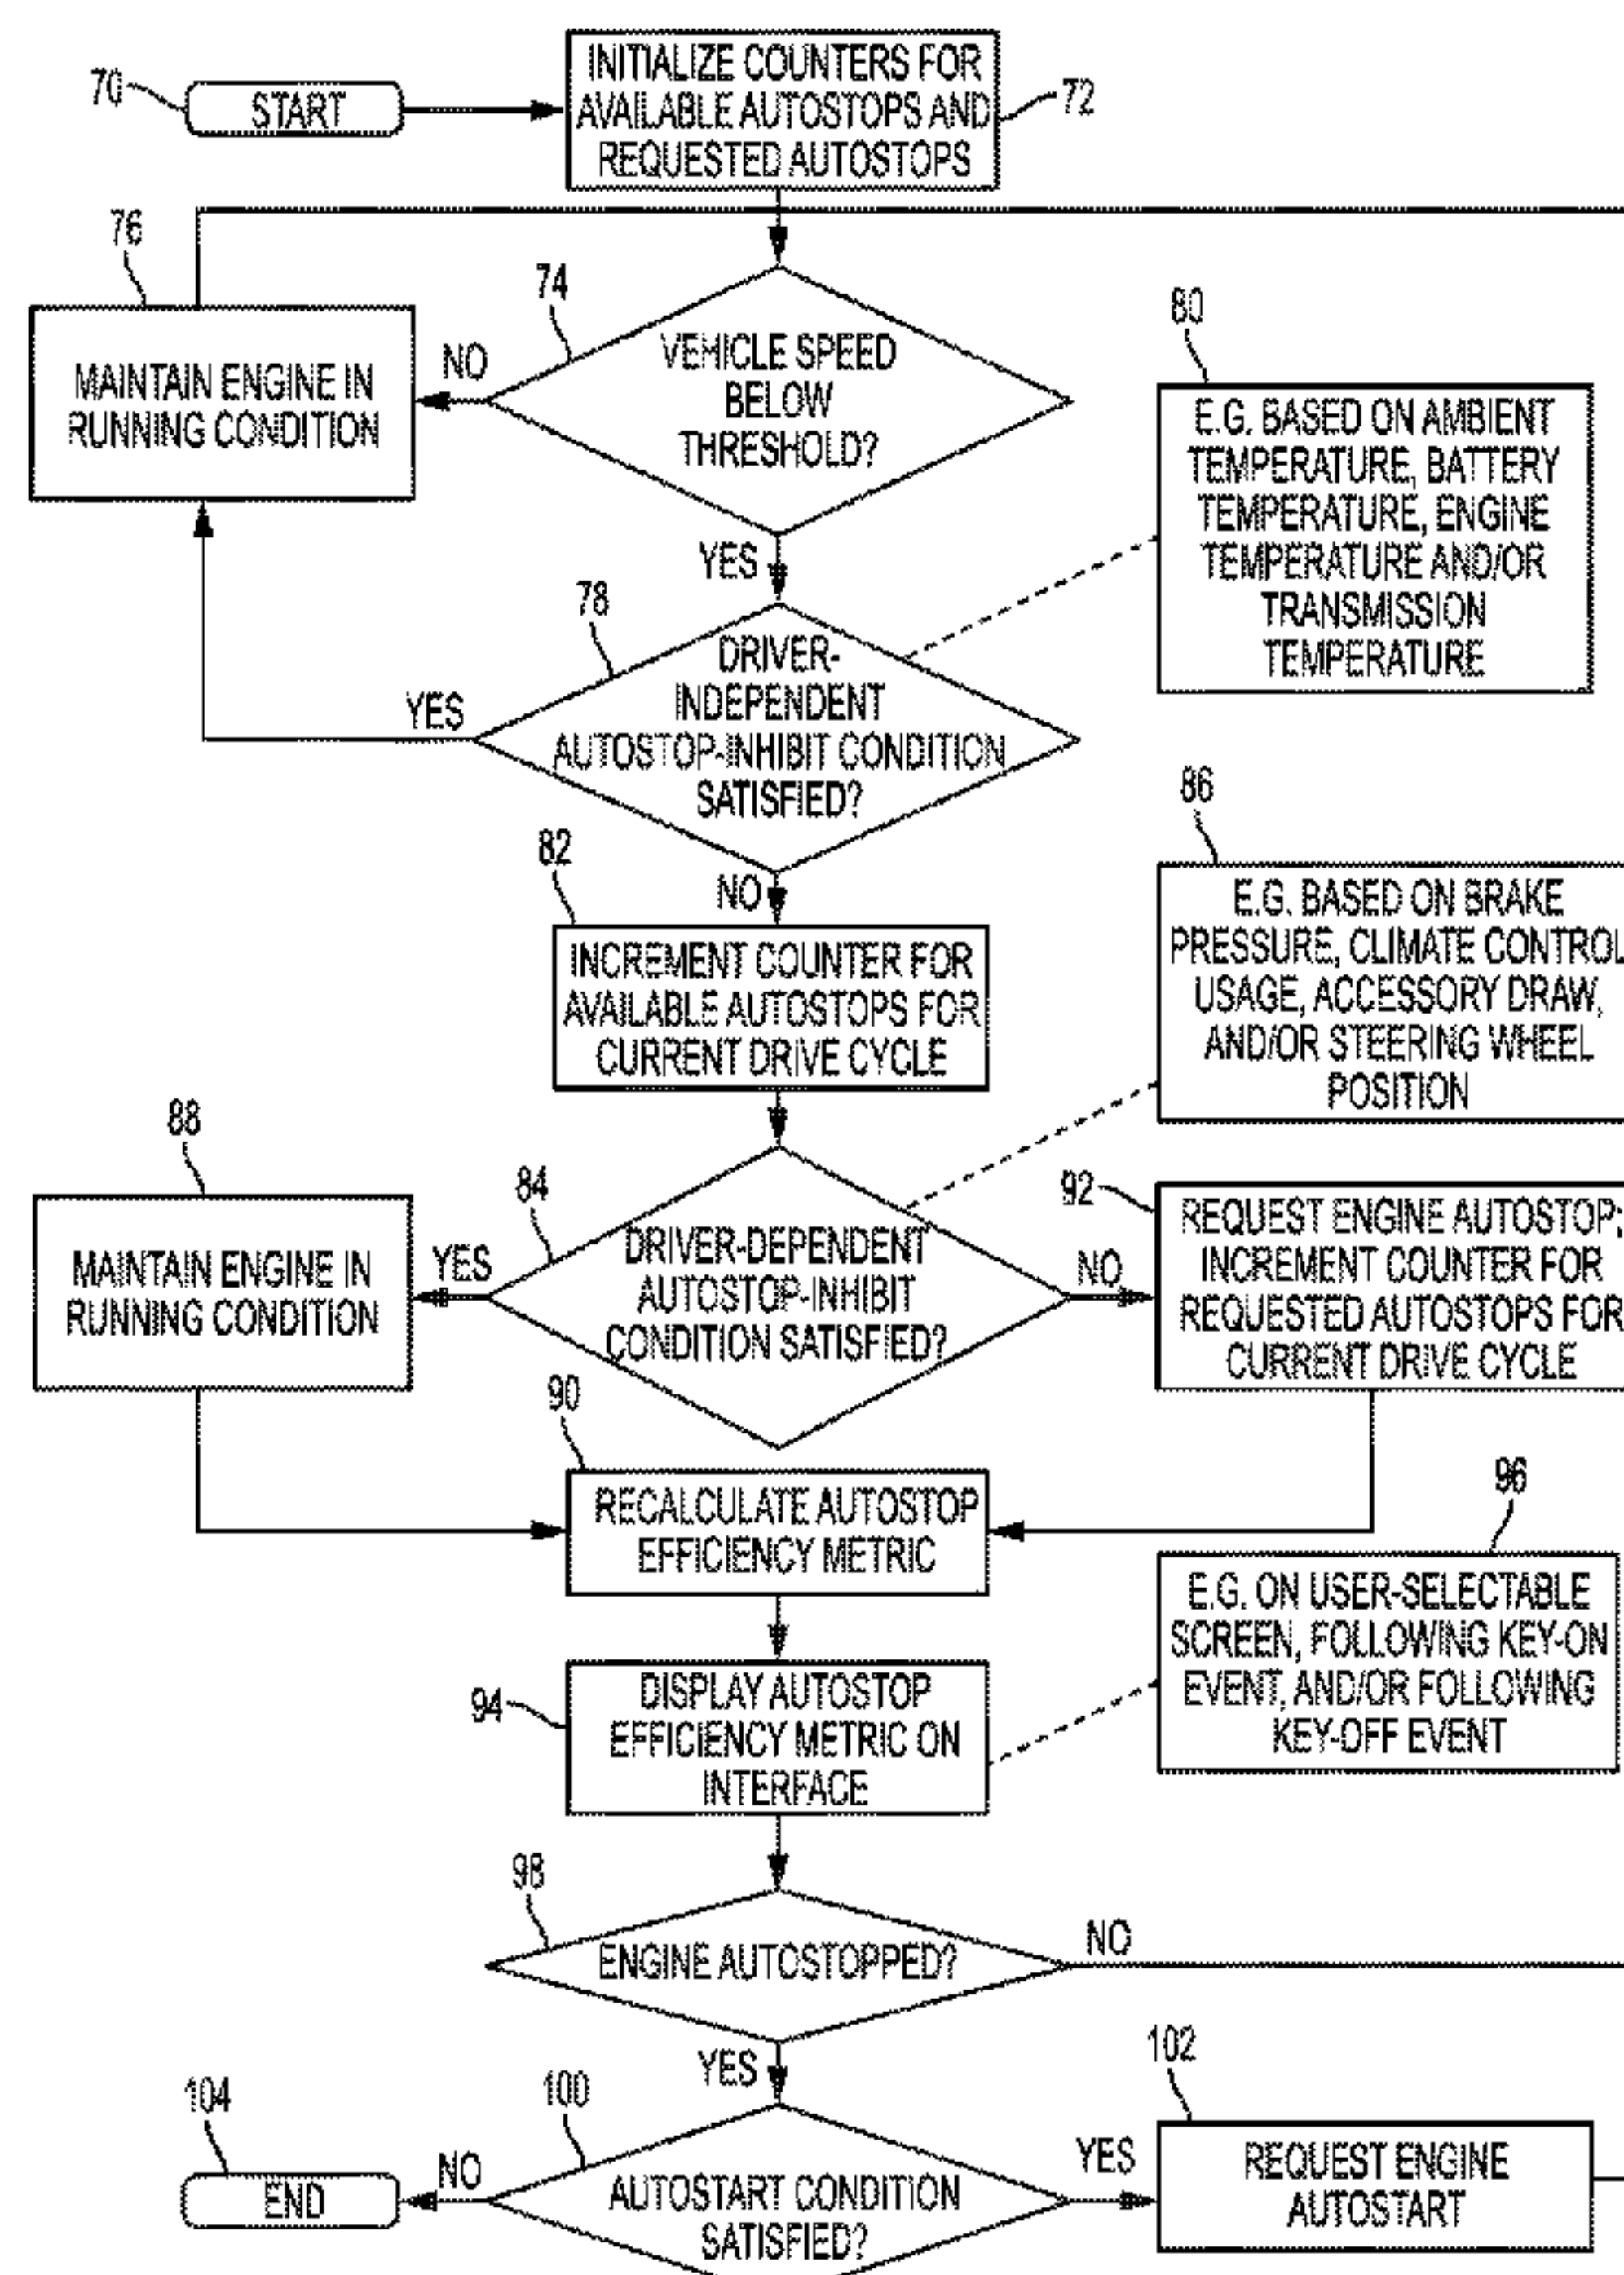 70
START
INITIALIZE COUNTERS FOR
AVAILABLE AUTOSTOPS AND
REQUESTED AUTOSTOPS
72
76
MAINTAIN ENGINE IN
RUNNING CONDITION
NO
74
VEHICLE SPEED
BELOW
THRESHOLD?
80
E.G. BASED ON AMBIENT
TEMPERATURE, BATTERY
TEMPERATURE, ENGINE
TEMPERATURE AND/OR
TRANSMISSION
TEMPERATURE
YES
78
DRIVER-
INDEPENDENT
AUTOSTOP-INHIBIT CONDITION
SATISFIED?
YES
NO
82
INCREMENT COUNTER FOR
AVAILABLE AUTOSTOPS FOR
CURRENT DRIVE CYCLE
86
E.G. BASED ON BRAKE
PRESSURE, CLIMATE CONTROL
USAGE, ACCESSORY DRAW,
AND/OR STEERING WHEEL
POSITION
88
MAINTAIN ENGINE IN
RUNNING CONDITION
YES
84
DRIVER-DEPENDENT
AUTOSTOP-INHIBIT
CONDITION SATISFIED?
NO
92
REQUEST ENGINE AUTOSTOP;
INCREMENT COUNTER FOR
REQUESTED AUTOSTOPS FOR
CURRENT DRIVE CYCLE
90
RECALCULATE AUTOSTOP
EFFICIENCY METRIC
96
E.G. ON USER-SELECTABLE
SCREEN, FOLLOWING KEY-ON
EVENT, AND/OR FOLLOWING
KEY-OFF EVENT
94
DISPLAY AUTOSTOP
EFFICIENCY METRIC ON
INTERFACE
98
ENGINE AUTOSTOPPED?
NO
YES
104
END
NO
100
AUTOSTART CONDITION
SATISFIED?
YES
102
REQUEST ENGINE
AUTOSTART